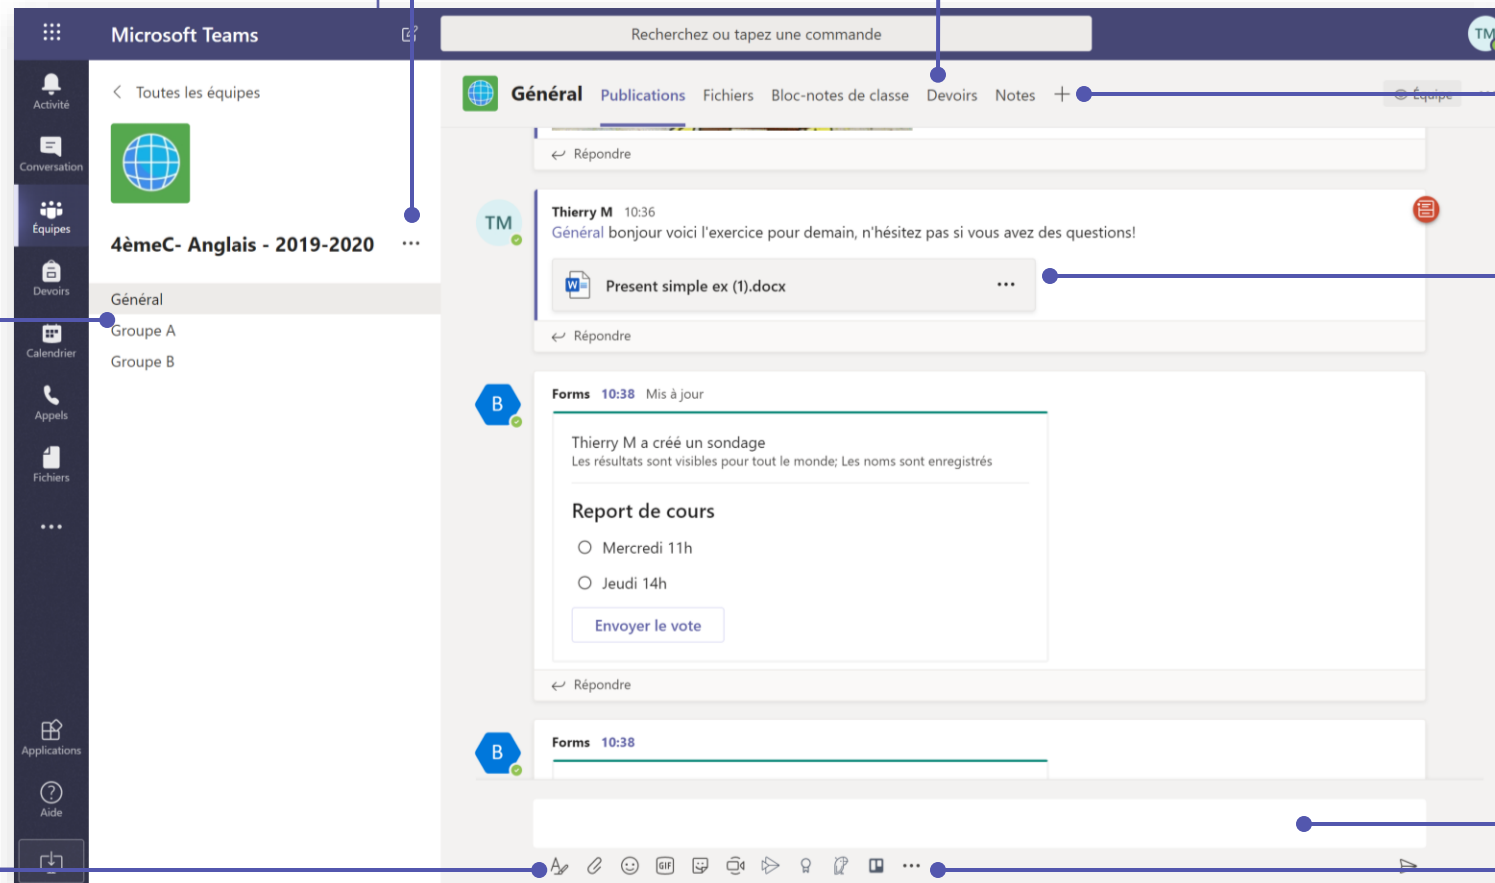 Microsoft Teams
Recherchez ou tapez une commande
TM
Activité
Conversation
Équipes
Devoirs
Calendrier
Appels
Fichiers
Applications
Aide
Toutes les équipes
4èmeC- Anglais - 2019-2020
Général
Groupe A
Groupe B
Général Publications Fichiers Bloc-notes de classe Devoirs Notes
Équipe
Répondre
TM
Thierry M 10:36
Général bonjour voici l'exercice pour demain, n'hésitez pas si vous avez des questions!
W
Present simple ex (1).docx
Répondre
B
Forms 10:38 Mis à jour
Thierry M a créé un sondage
Les résultats sont visibles pour tout le monde; Les noms sont enregistrés
Report de cours
Mercredi 11h
Jeudi 14h
Envoyer le vote
Répondre
B
Forms 10:38
GIF